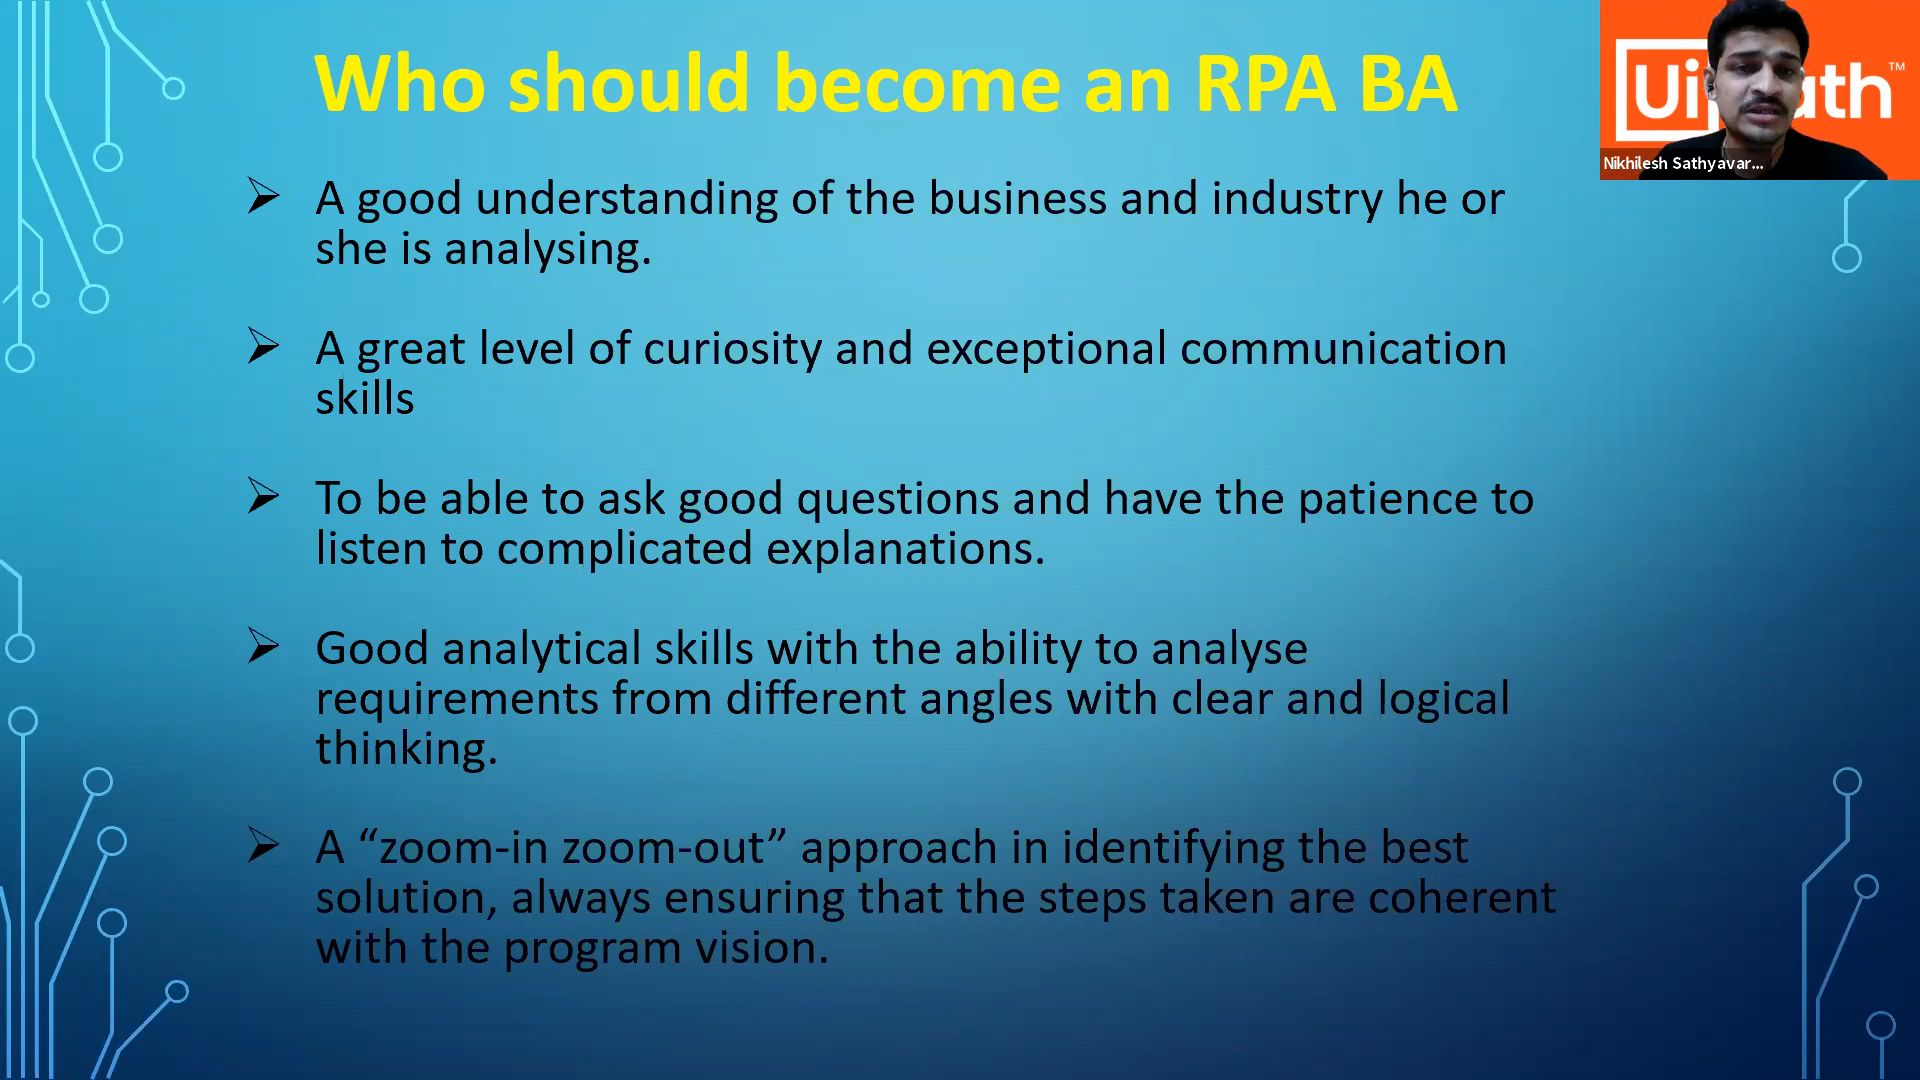 Who should become an RPA BA
A good understanding of the business and industry he or
she is analysing.
A great level of curiosity and exceptional communication
skills
To be able to ask good questions and have the patience to
listen to complicated explanations.
Good analytical skills with the ability to analyse
requirements from different angles with clear and logical
thinking.
A “zoom-in zoom-out” approach in identifying the best
solution, always ensuring that the steps taken are coherent
with the program vision.
Ui ath™
Nikhilesh Sathyavar...